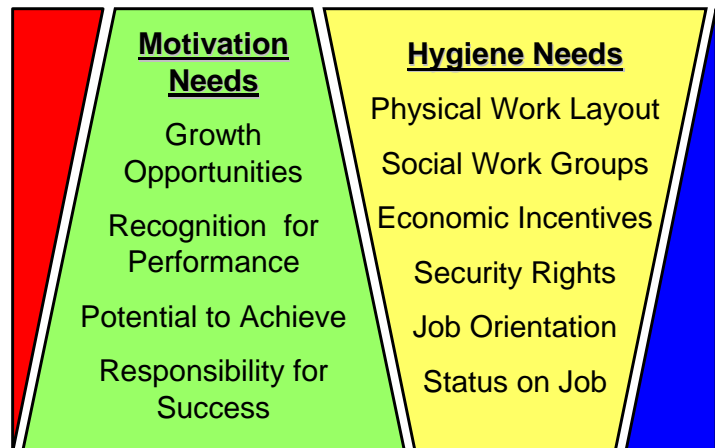 Motivation
Needs
Growth
Opportunities
Recognition for
Performance
Potential to Achieve
Responsibility for
Success
Hygiene Needs
Physical Work Layout
Social Work Groups
Economic Incentives
Security Rights
Job Orientation
Status on Job